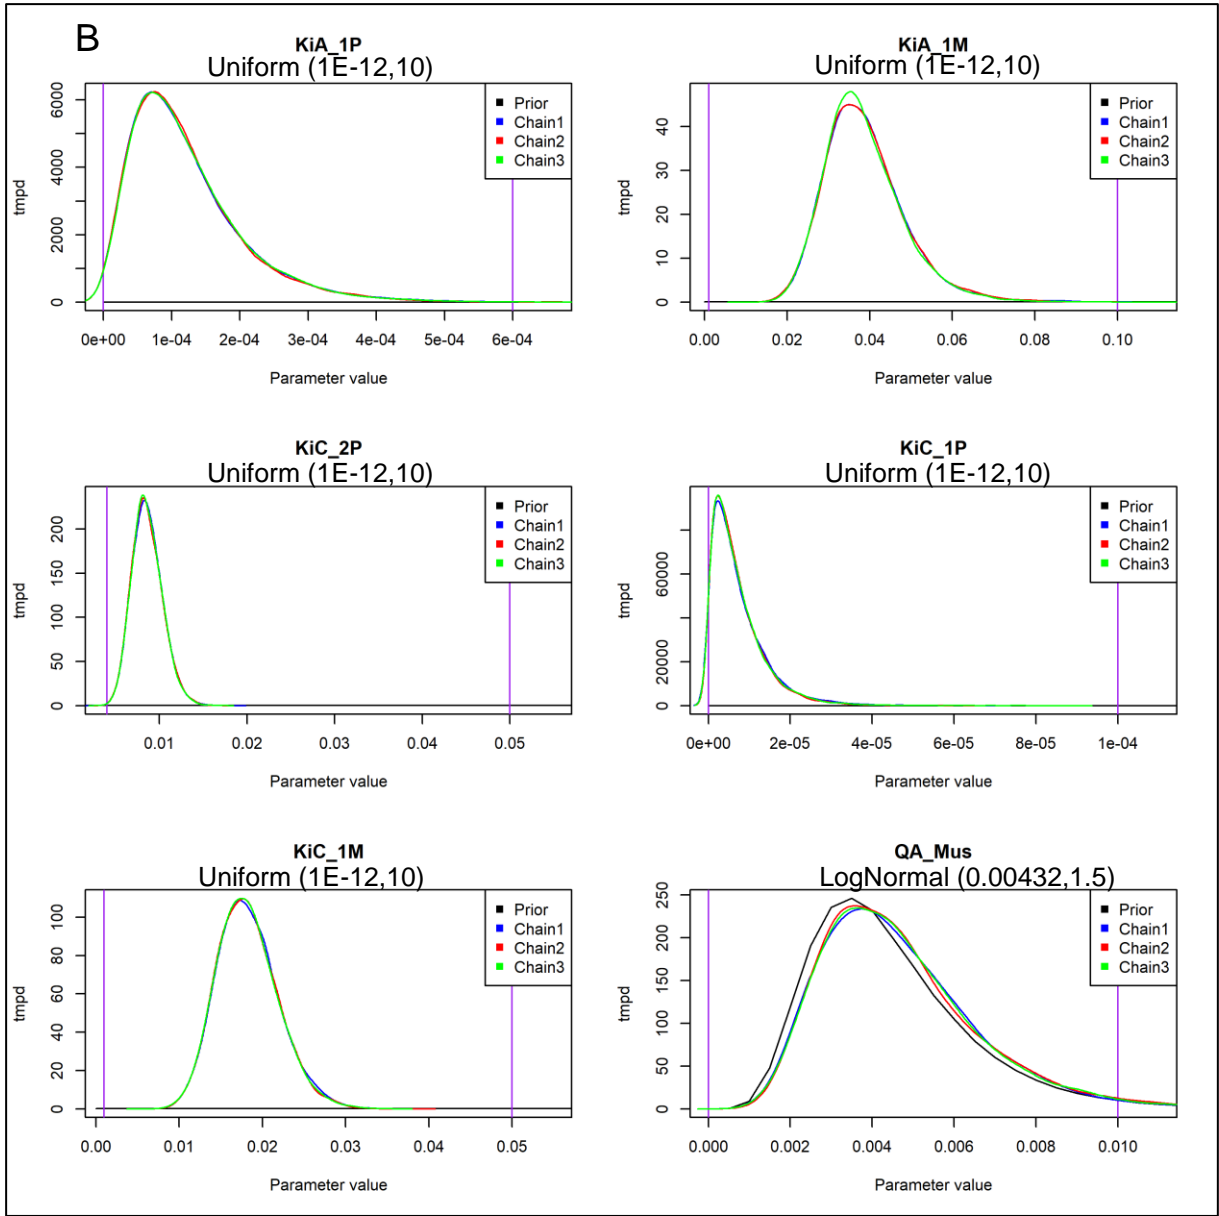 B
KiA_1P
Uniform (1E-12,10)
tmpd
6000
4000
2000
0
Prior
Chain1
Chain2
Chain3
0e+00 1e-04 2e-04 3e-04 4e-04 5e-04 6e-04
Parameter value
KiA_1M
Uniform (1E-12,10)
tmpd
40
30
20
10
0
Prior
Chain1
Chain2
Chain3
0.00 0.02 0.04 0.06 0.08 0.10
Parameter value
KiC_2P
Uniform (1E-12,10)
tmpd
200
150
100
50
0
Prior
Chain1
Chain2
Chain3
0.01 0.02 0.03 0.04 0.05
Parameter value
KiC_1P
Uniform (1E-12,10)
tmpd
60000
20000
0
Prior
Chain1
Chain2
Chain3
0e+00 2e-05 4e-05 6e-05 8e-05 1e-04
Parameter value
KiC_1M
Uniform (1E-12,10)
tmpd
100
80
60
40
20
0
Prior
Chain1
Chain2
Chain3
0.00 0.01 0.02 0.03 0.04 0.05
Parameter value
QA_Mus
LogNormal (0.00432,1.5)
tmpd
250
200
150
100
50
0
Prior
Chain1
Chain2
Chain3
0.000 0.002 0.004 0.006 0.008 0.010
Parameter value